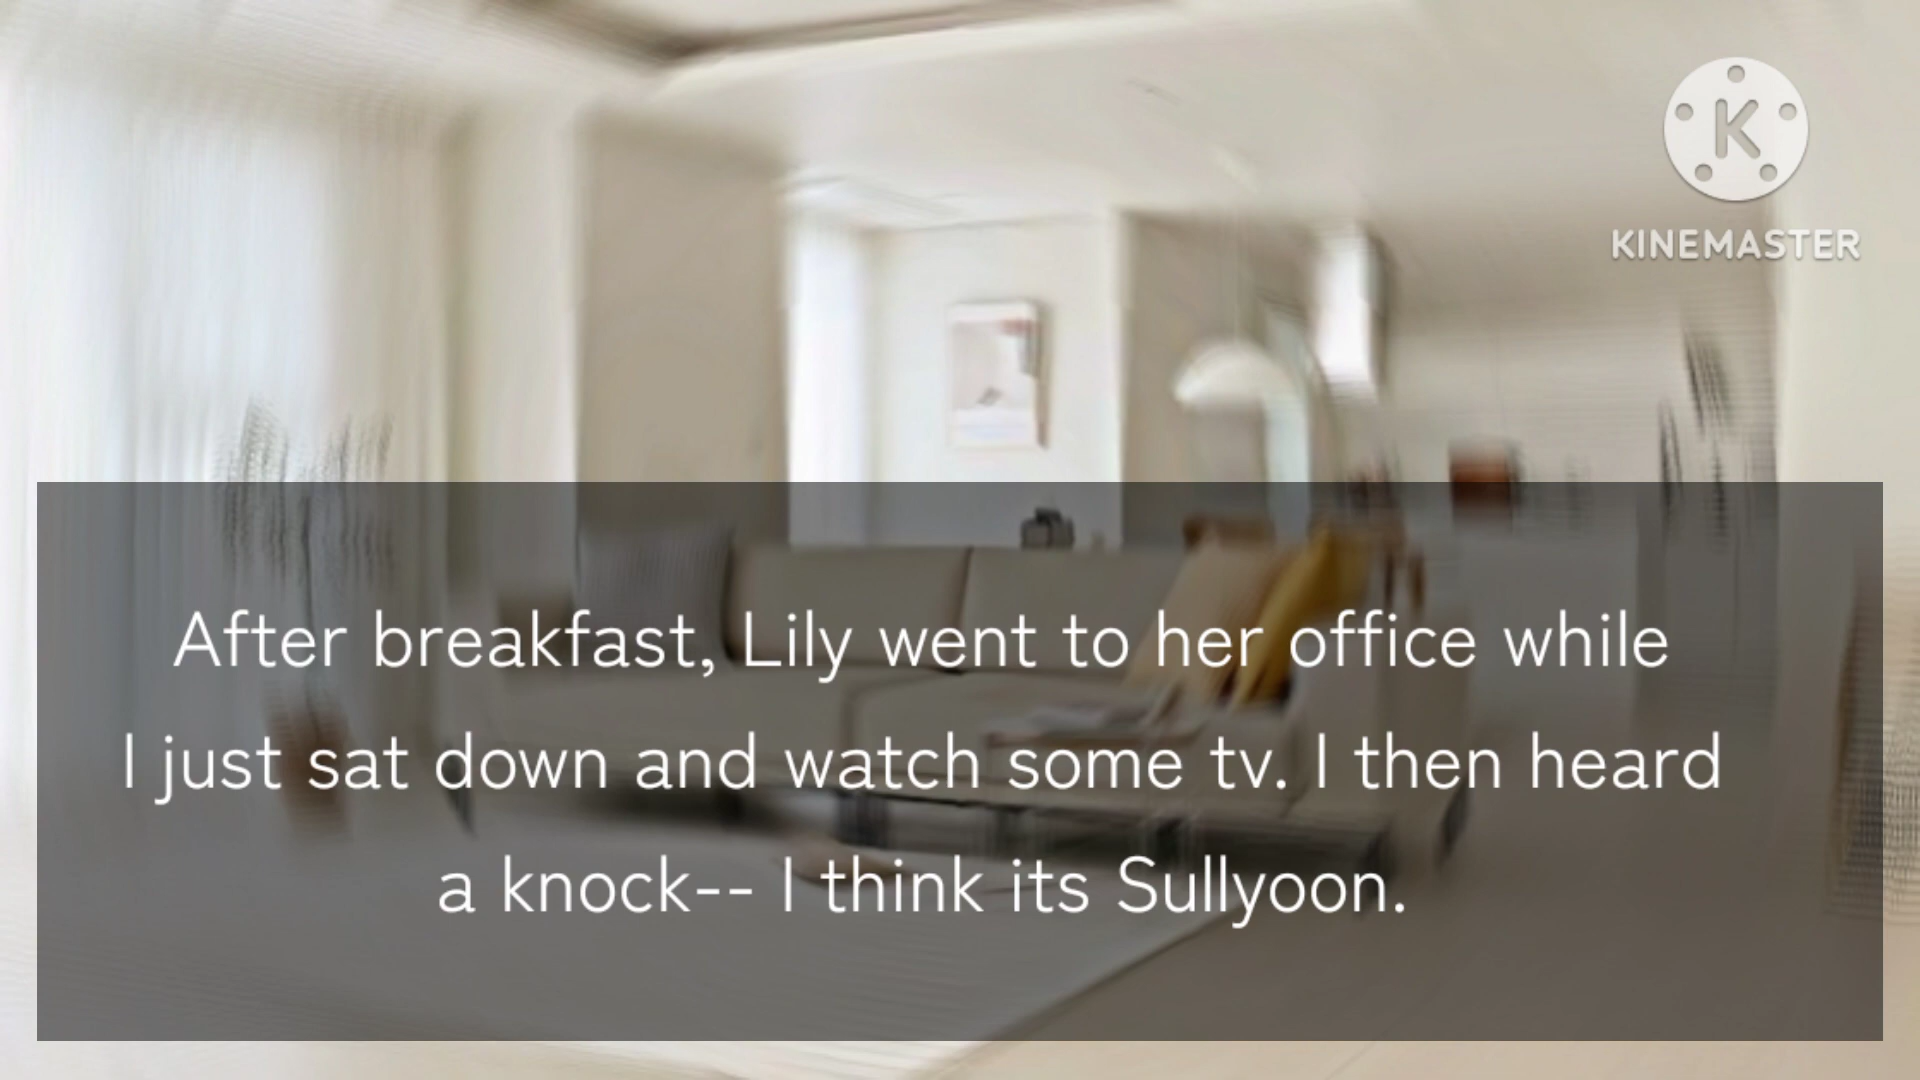 K
KINEMASTER
After breakfast, Lily went to her office while
I just sat down and watch some tv. I then heard
a knock-- I think its Sullyoon.